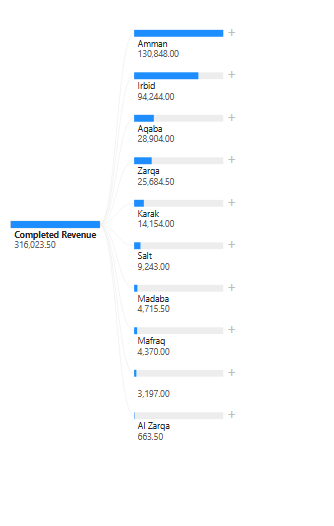 Amman
130,848.00
Irbid
94,244.00
Aqaba
28,904.00
Zarqa
25,684.50
Karak
14,154.00
Completed Revenue
316,023.50
Salt
9,243.00
Madaba
4,715.50
Mafraq
4,370.00
3,197.00
Al Zarqa
663.50